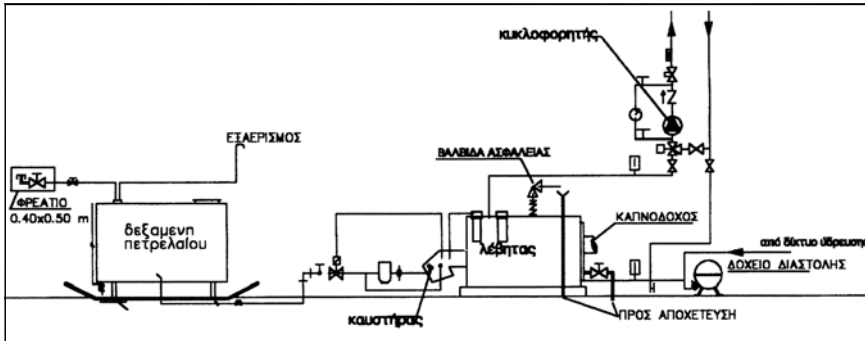 κυκλοφορητής
ΕΞΑΕΡΙΣΜΟΣ
ΒΑΛΒΙΔΑ ΑΣΦΑΛΕΙΑΣ
ΦΡΕΑΤΙΟ
0.40x0.50 m
δεξαμενη
πετρελαίου
λέβητας
ΚΑΠΝΟΔΟΧΟΣ
από δίκτυο ύδρευσης
ΔΟΧΕΙΟ ΔΙΑΣΤΟΛΗΣ
καυστήρας
ΠΡΟΣ ΑΠΟΧΕΤΕΥΣΗ